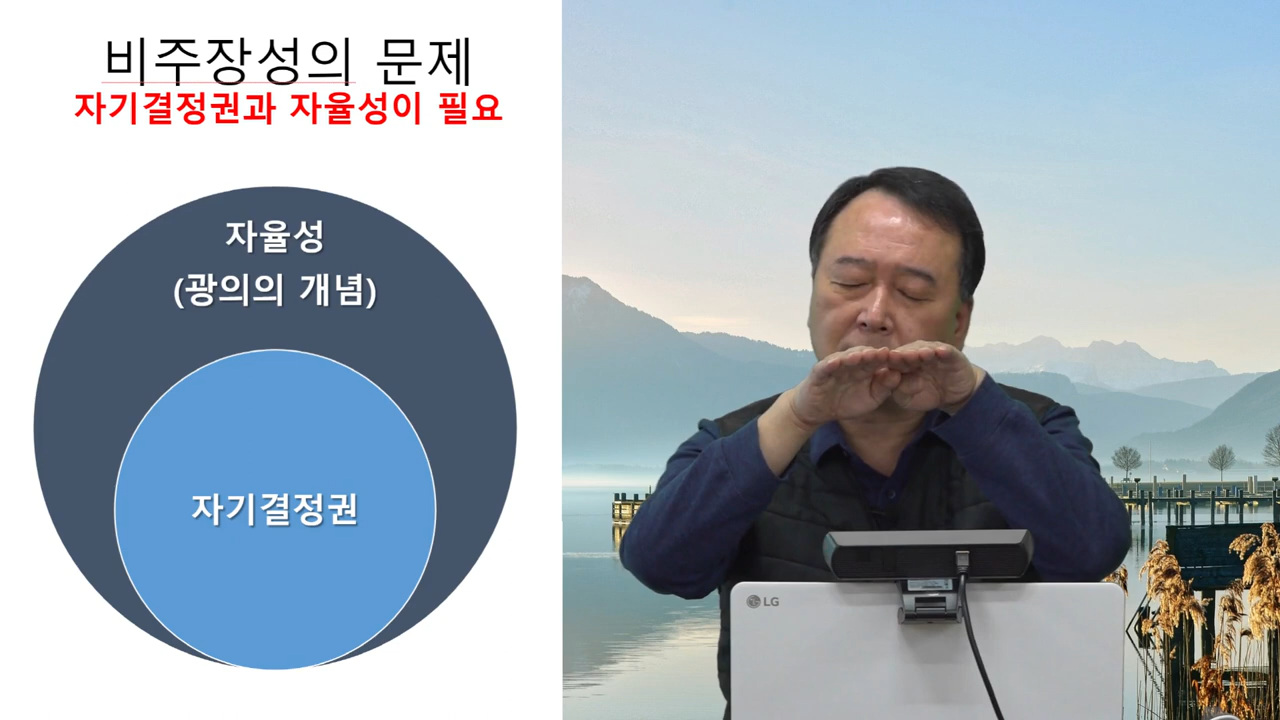 비주장성의 문제
자기결정권과 자율성이 필요
자율성
(광의의 개념)
자기결정권
LG